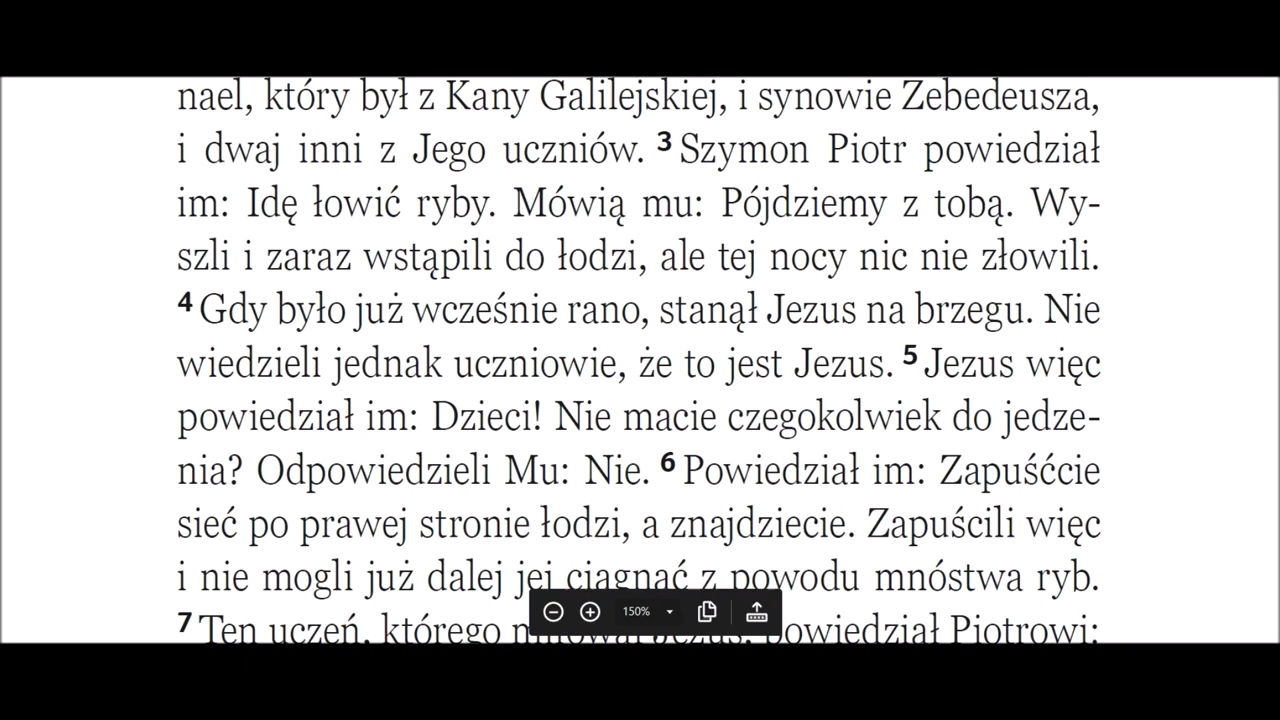 nael, który był z Kany Galilejskiej, i synowie Zebedeusza,
i dwaj inni z Jego uczniów. 3 Szymon Piotr powiedział
im: Idę łowić ryby. Mówią mu: Pójdziemy z tobą. Wy-
szli i zaraz wstąpili do łodzi, ale tej nocy nic nie złowili.
4 Gdy było już wcześnie rano, stanął Jezus na brzegu. Nie
wiedzieli jednak uczniowie, że to jest Jezus. 5 Jezus więc
powiedział im: Dzieci! Nie macie czegokolwiek do jedze-
nia? Odpowiedzieli Mu: Nie. 6 Powiedział im: Zapuśćcie
sieć po prawej stronie łodzi, a znajdziecie. Zapuścili więc
i nie mogli już dalej jej ciągnąć z powodu mnóstwa ryb.
7 Ten uczeń, którego miłował Jezus, powiedział Piotrowi:
150%